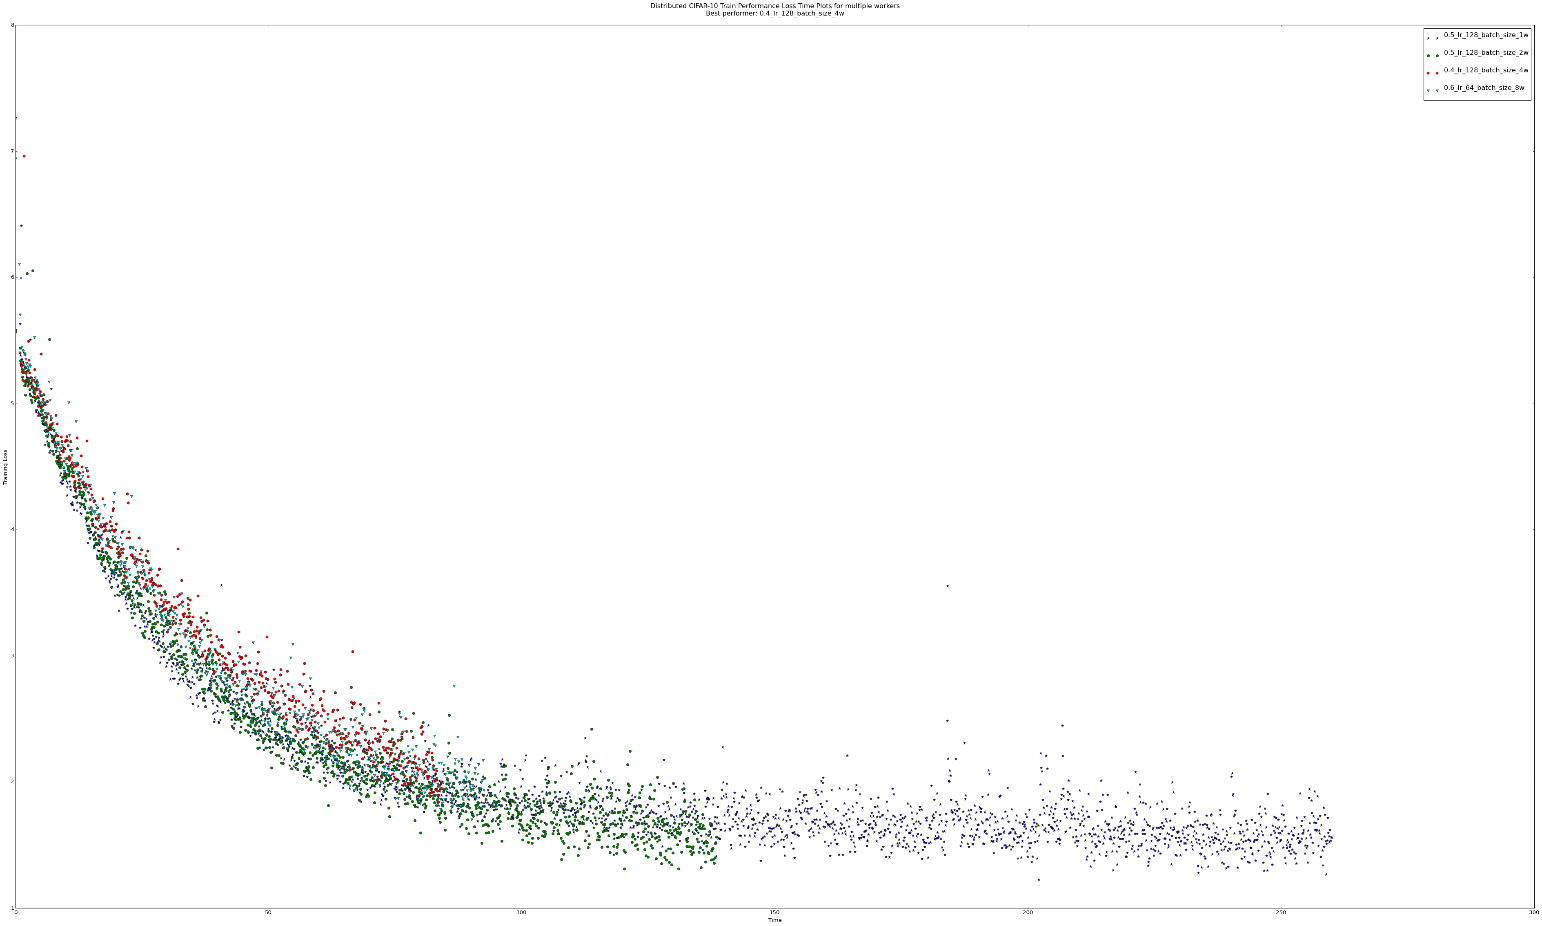 Distributed CIFAR-10 Train Performance Loss Time Plots for multiple workers
Best performer: 0.4_lr_128_batch_size_4w
0.5_lr_128_batch_size_1w
0.5_lr_128_batch_size_2w
0.4_lr_128_batch_size_4w
0.6_lr_64_batch_size_8w
8
7
6
5
4
3
2
1
Training Loss
0
50
100
150
200
250
300
Time